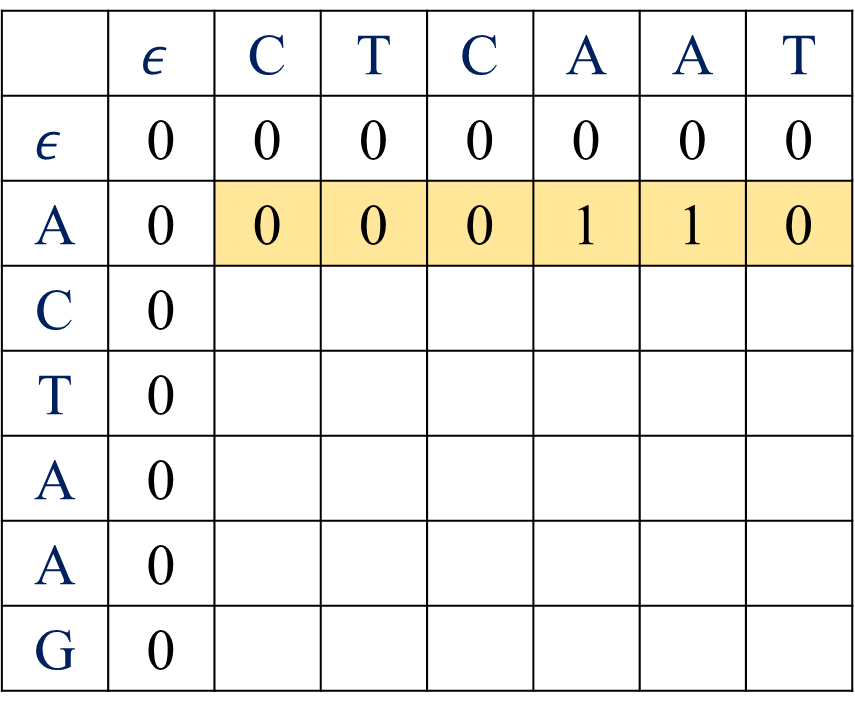 ϵ C T C A A T
ϵ 0 0 0 0 0 0 0
A 0 0 0 0 1 1 0
C 0
T 0
A 0
A 0
G 0